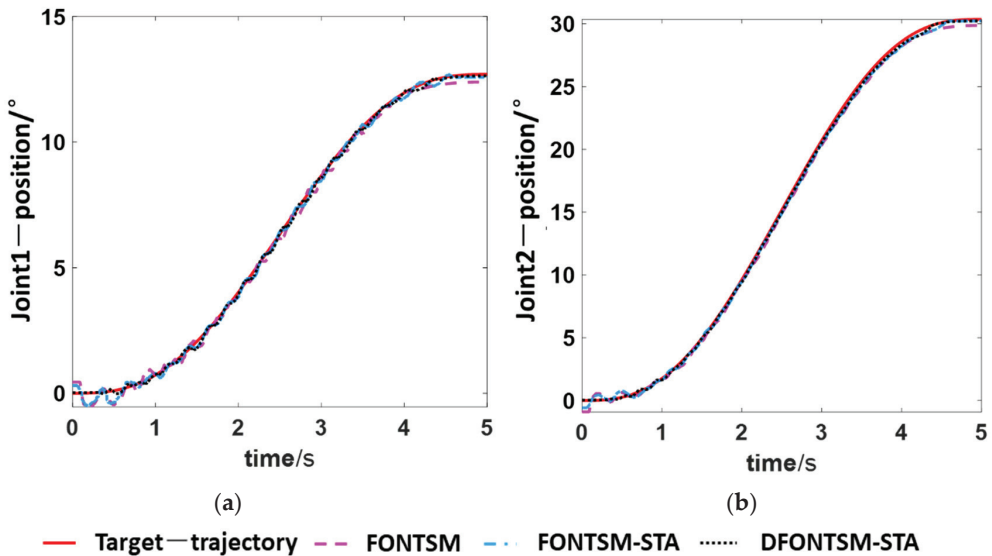 15
10
5
0
Joint1—position/°
0 1 2 3 4 5
time/s
(a)
30
25
20
15
10
5
0
Joint2—position/°
0 1 2 3 4 5
time/s
(b)
Target—trajectory FONTSM FONTSM-STA DFONTSM-STA